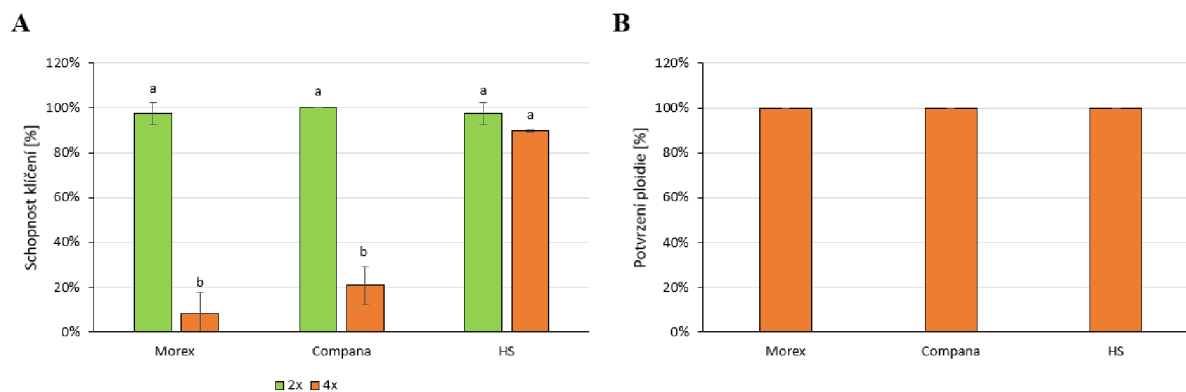 A
Schopnost klíčení [%]
120%
100%
80%
60%
40%
20%
0%
a
b
a
b
a
a
Morex
Compana
HS
2x
4x
B
Potvrzení ploidie [%]
120%
100%
80%
60%
40%
20%
0%
Morex
Compana
HS